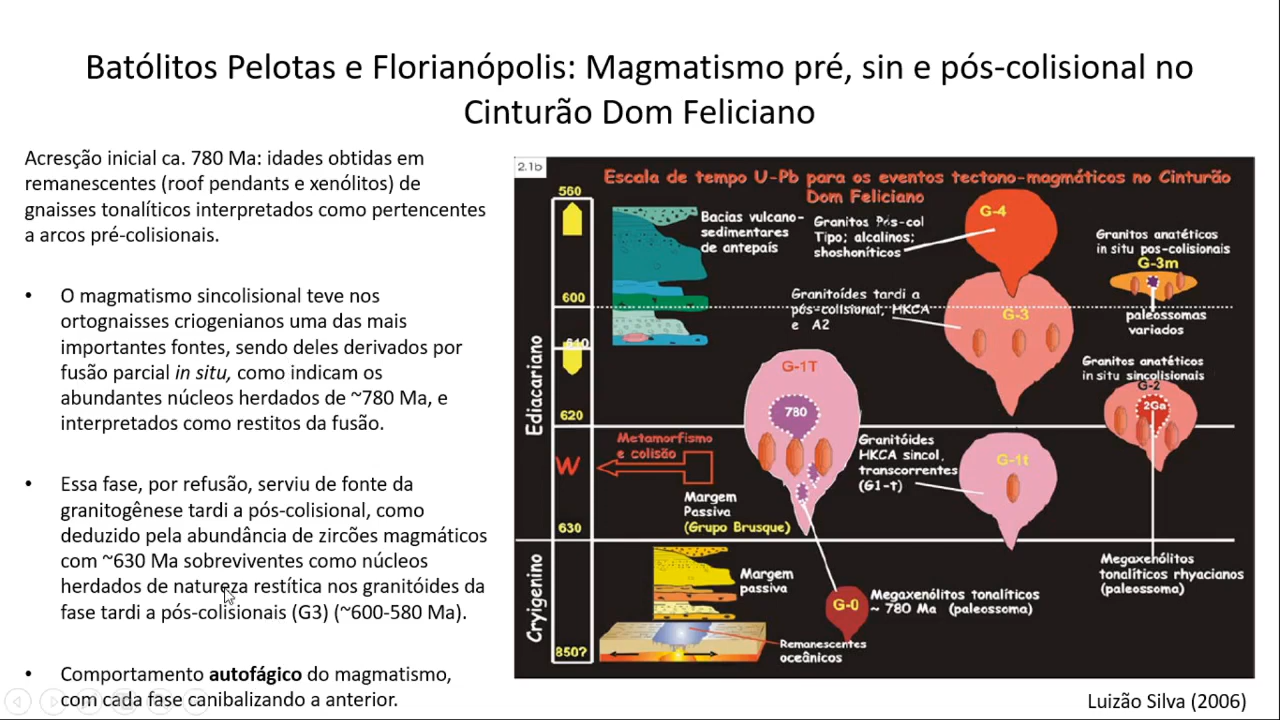 Batólitos Pelotas e Florianópolis: Magmatismo pré, sin e pós-colisional no
Cinturão Dom Feliciano
Acresção inicial ca. 780 Ma: idades obtidas em
remanescentes (roof pendants e xenólitos) de
gnaisses tonalíticos interpretados como pertencentes
a arcos pré-colisionais.
• O magmatismo sincolisional teve nos
ortognaisses criogenianos uma das mais
importantes fontes, sendo deles derivados por
fusão parcial in situ, como indicam os
abundantes núcleos herdados de ~780 Ma, e
interpretados como restitos da fusão.
• Essa fase, por refusão, serviu de fonte da
granitogênese tardi a pós-colisional, como
deduzido pela abundância de zircões magmáticos
com ~630 Ma sobreviventes como núcleos
herdados de natureza restítica nos granitóides da
fase tardi a pós-colisionais (G3) (~600-580 Ma).
• Comportamento autofágico do magmatismo,
com cada fase canibalizando a anterior.
2.1b
Escala de tempo U-Pb para os eventos tectono-magmáticos no Cinturão
Dom Feliciano
560
600
610
620
630
850?
Ediacariano
Cryigenino
Bacias vulcano-
sedimentares
de antepaís
Granitos Pós-col
Tipo; alcalinos;
shoshoníticos
G-4
Granitos anatéticos
in situ pos-colisionais
G-3m
paleossomas
variados
Granitoídes tardi a
pós-colisional, HKCA
e A2
G-3
G-1T
780
Granitos anatéticos
in situ sincolisionais
G-2
2Ga
Metamorfismo
e colisão
W
Margem
Passiva
(Grupo Brusque)
Granitóides
HKCA sincol,
transcorrentes
(G1-t)
G-1t
Margem
passiva
G-0
Megaxenólitos tonalíticos
~ 780 Ma (paleossoma)
Megaxenólitos
tonalíticos rhyacianos
(paleossoma)
Remanescentes
oceânicos
Luizão Silva (2006)